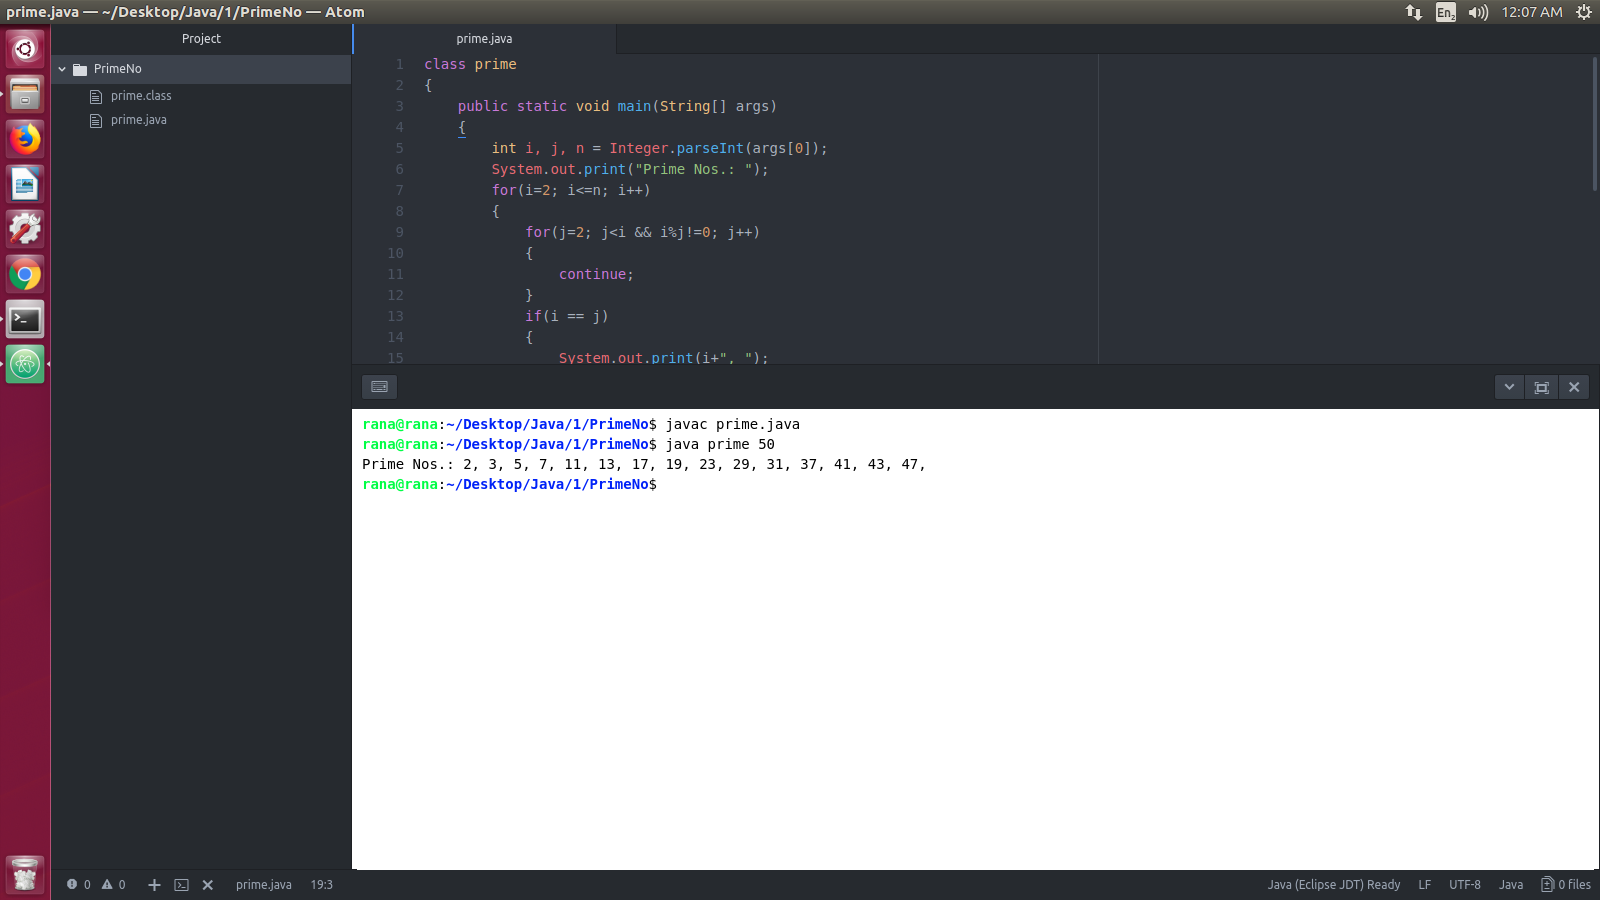 prime.java — ~/Desktop/Java/1/PrimeNo — Atom
En2
12:07 AM
Project
PrimeNo
prime.class
prime.java
prime.java
1 class prime
2 {
3 public static void main(String[] args)
4 {
5 int i, j, n = Integer.parseInt(args[0]);
6 System.out.print("Prime Nos.: ");
7 for(i=2; i<=n; i++)
8 {
9 for(j=2; j<i && i%j!=0; j++)
10 {
11 continue;
12 }
13 if(i == j)
14 {
15 System.out.print(i+", ");
rana@rana:~/Desktop/Java/1/PrimeNo$ javac prime.java
rana@rana:~/Desktop/Java/1/PrimeNo$ java prime 50
Prime Nos.: 2, 3, 5, 7, 11, 13, 17, 19, 23, 29, 31, 37, 41, 43, 47,
rana@rana:~/Desktop/Java/1/PrimeNo$
0 0 prime.java 19:3 Java (Eclipse JDT) Ready LF UTF-8 Java 0 files